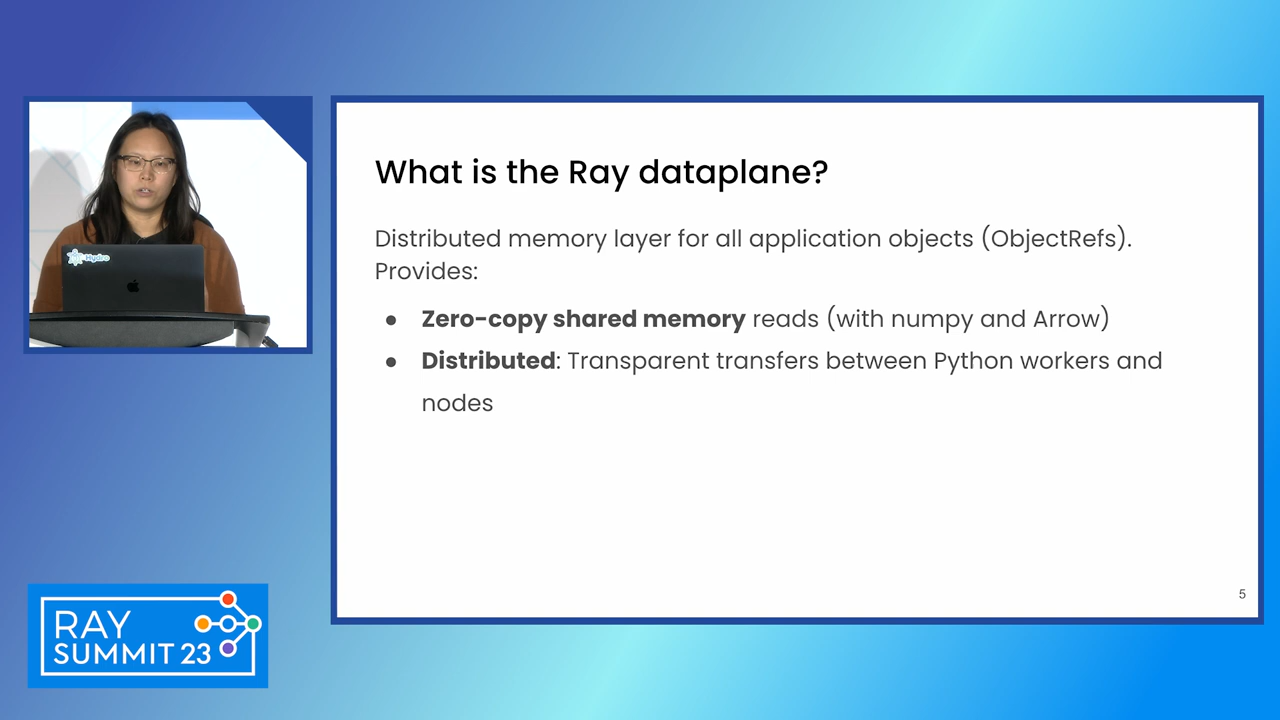 What is the Ray dataplane?
Distributed memory layer for all application objects (ObjectRefs).
Provides:
● Zero-copy shared memory reads (with numpy and Arrow)
● Distributed: Transparent transfers between Python workers and
nodes
5
Hydro
RAY
SUMMIT 23